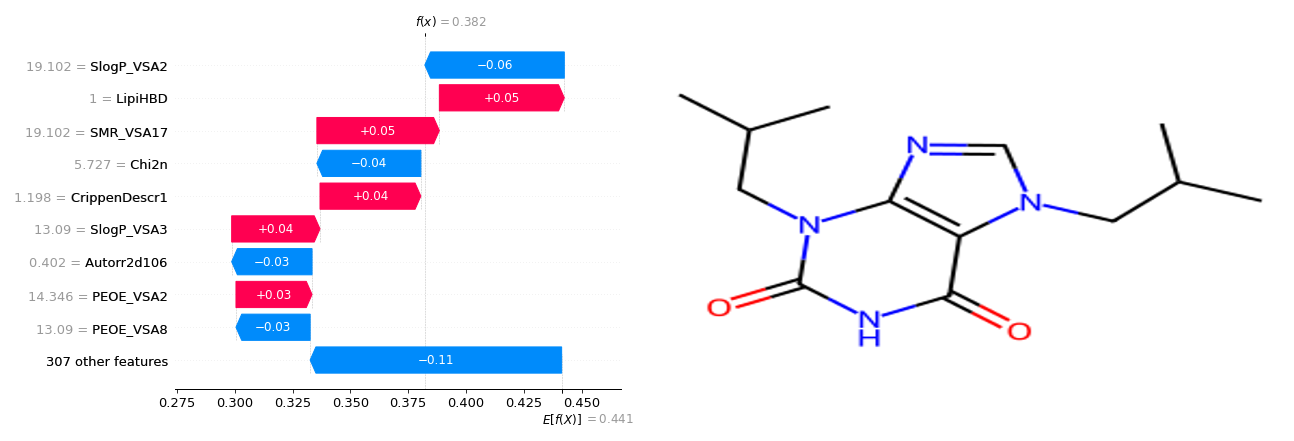 f(x) = 0.382
19.102 = SlogP_VSA2
−0.06
1 = LipiHBD
+0.05
19.102 = SMR_VSA17
+0.05
5.727 = Chi2n
−0.04
1.198 = CrippenDescr1
+0.04
13.09 = SlogP_VSA3
+0.04
0.402 = Autorr2d106
−0.03
14.346 = PEOE_VSA2
+0.03
13.09 = PEOE_VSA8
−0.03
307 other features
−0.11
0.275 0.300 0.325 0.350 0.375 0.400 0.425 0.450
E[f(X)] = 0.441
N
N
N
O
N
H
O